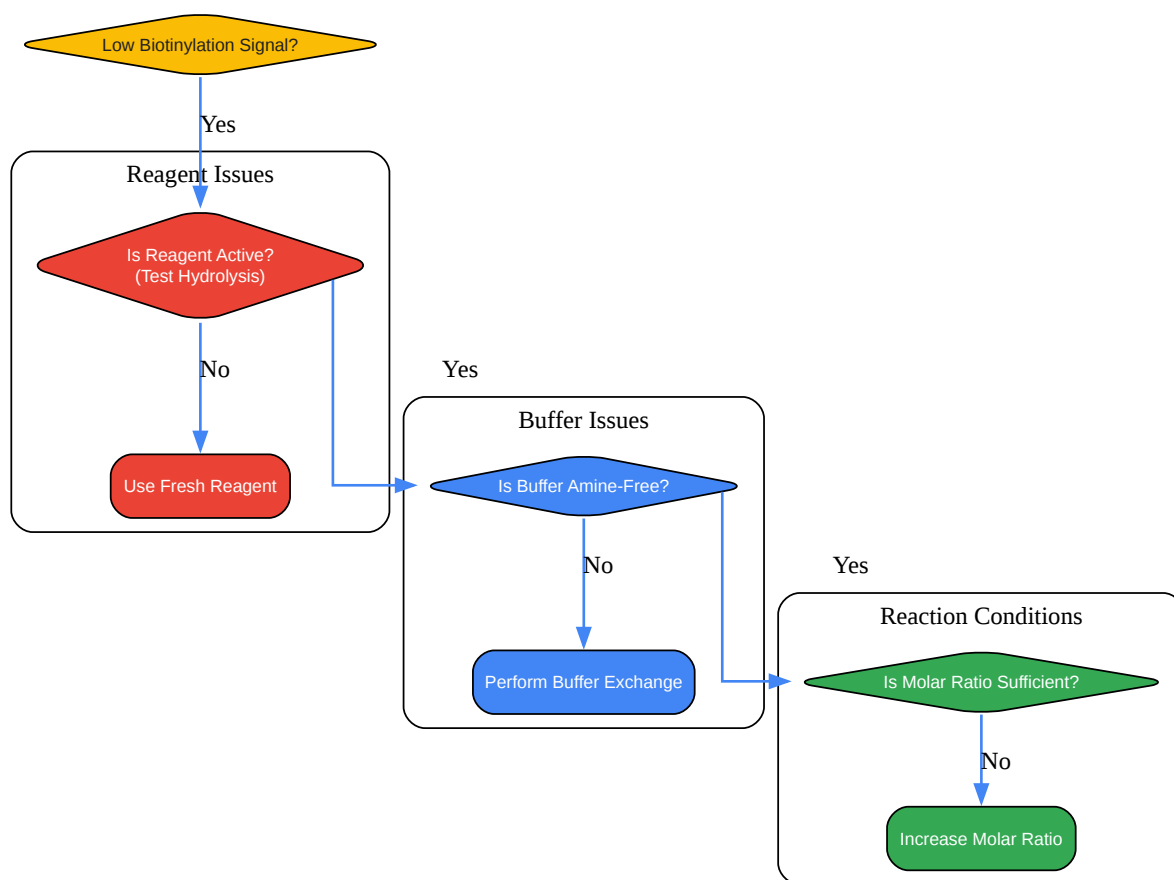 Low Biotinylation Signal?
Yes
Reagent Issues
Is Reagent Active?
(Test Hydrolysis)
No
Use Fresh Reagent
Yes
Buffer Issues
Is Buffer Amine-Free?
No
Perform Buffer Exchange
Yes
Reaction Conditions
Is Molar Ratio Sufficient?
No
Increase Molar Ratio